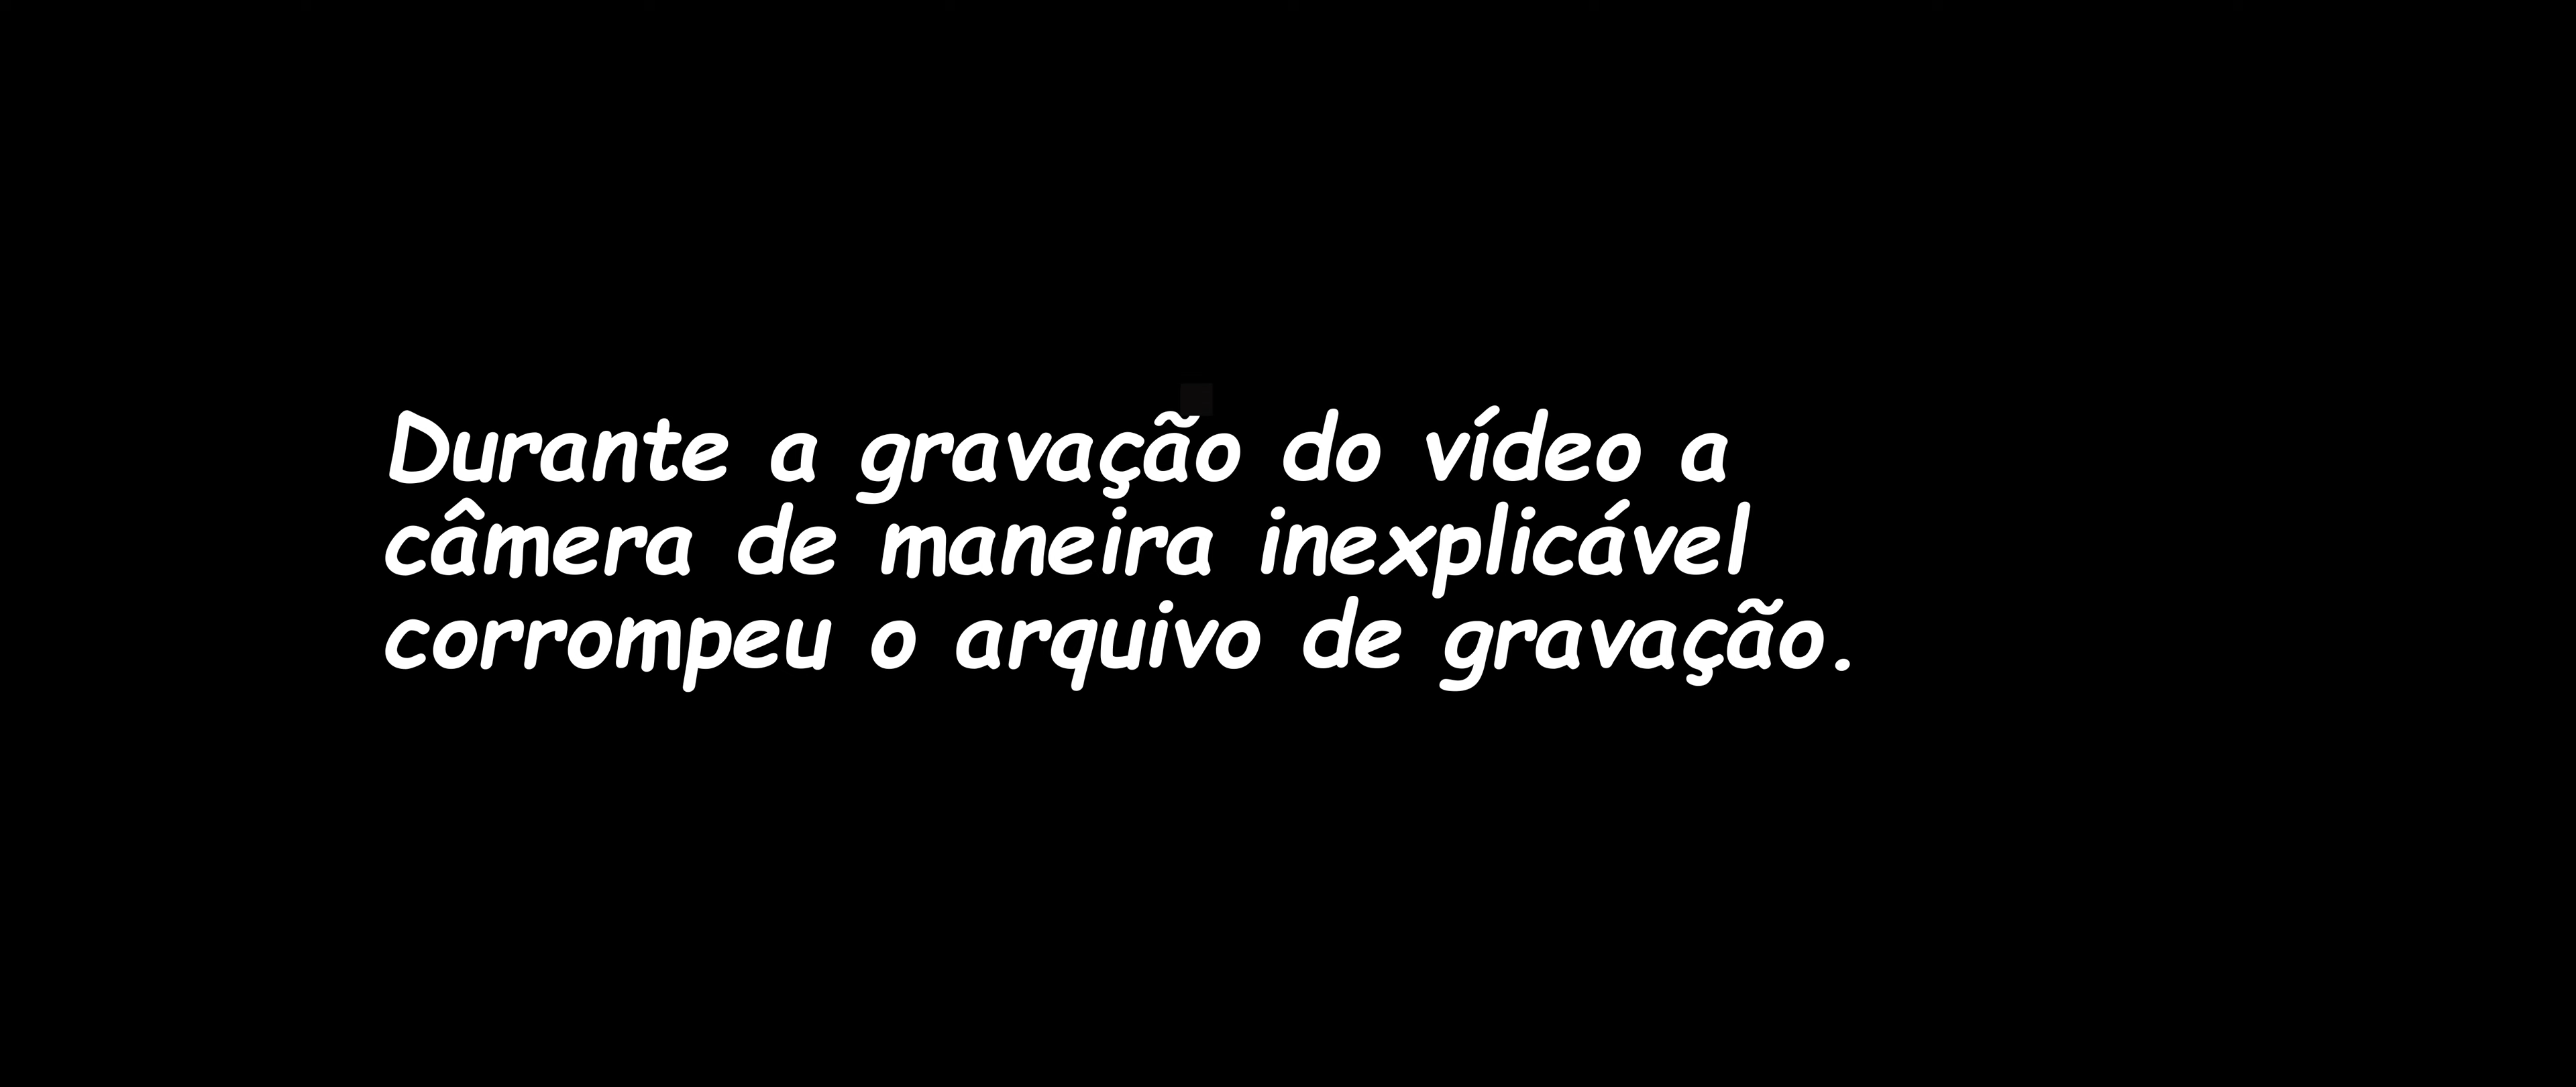 Durante a gravação do vídeo a
câmera de maneira inexplicável
corrompeu o arquivo de gravação.